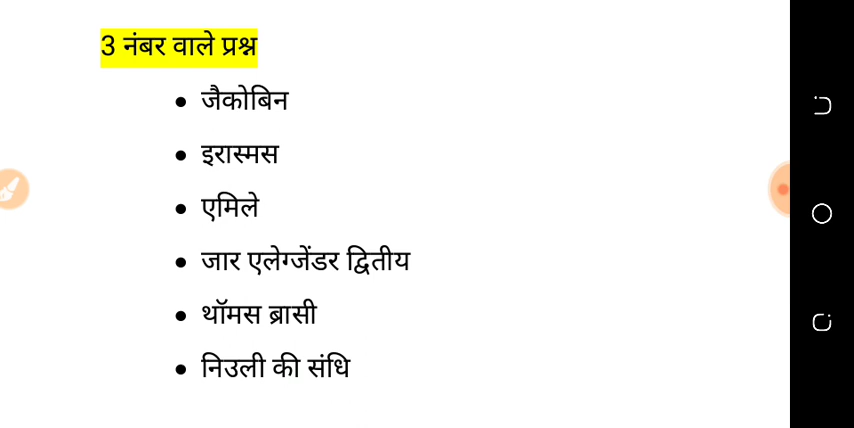 3 नंबर वाले प्रश्न
• जैकोबिन
• इरास्मस
• एमिले
• जार एलेग्जेंडर द्वितीय
• थॉमस ब्रासी
• निउली की संधि